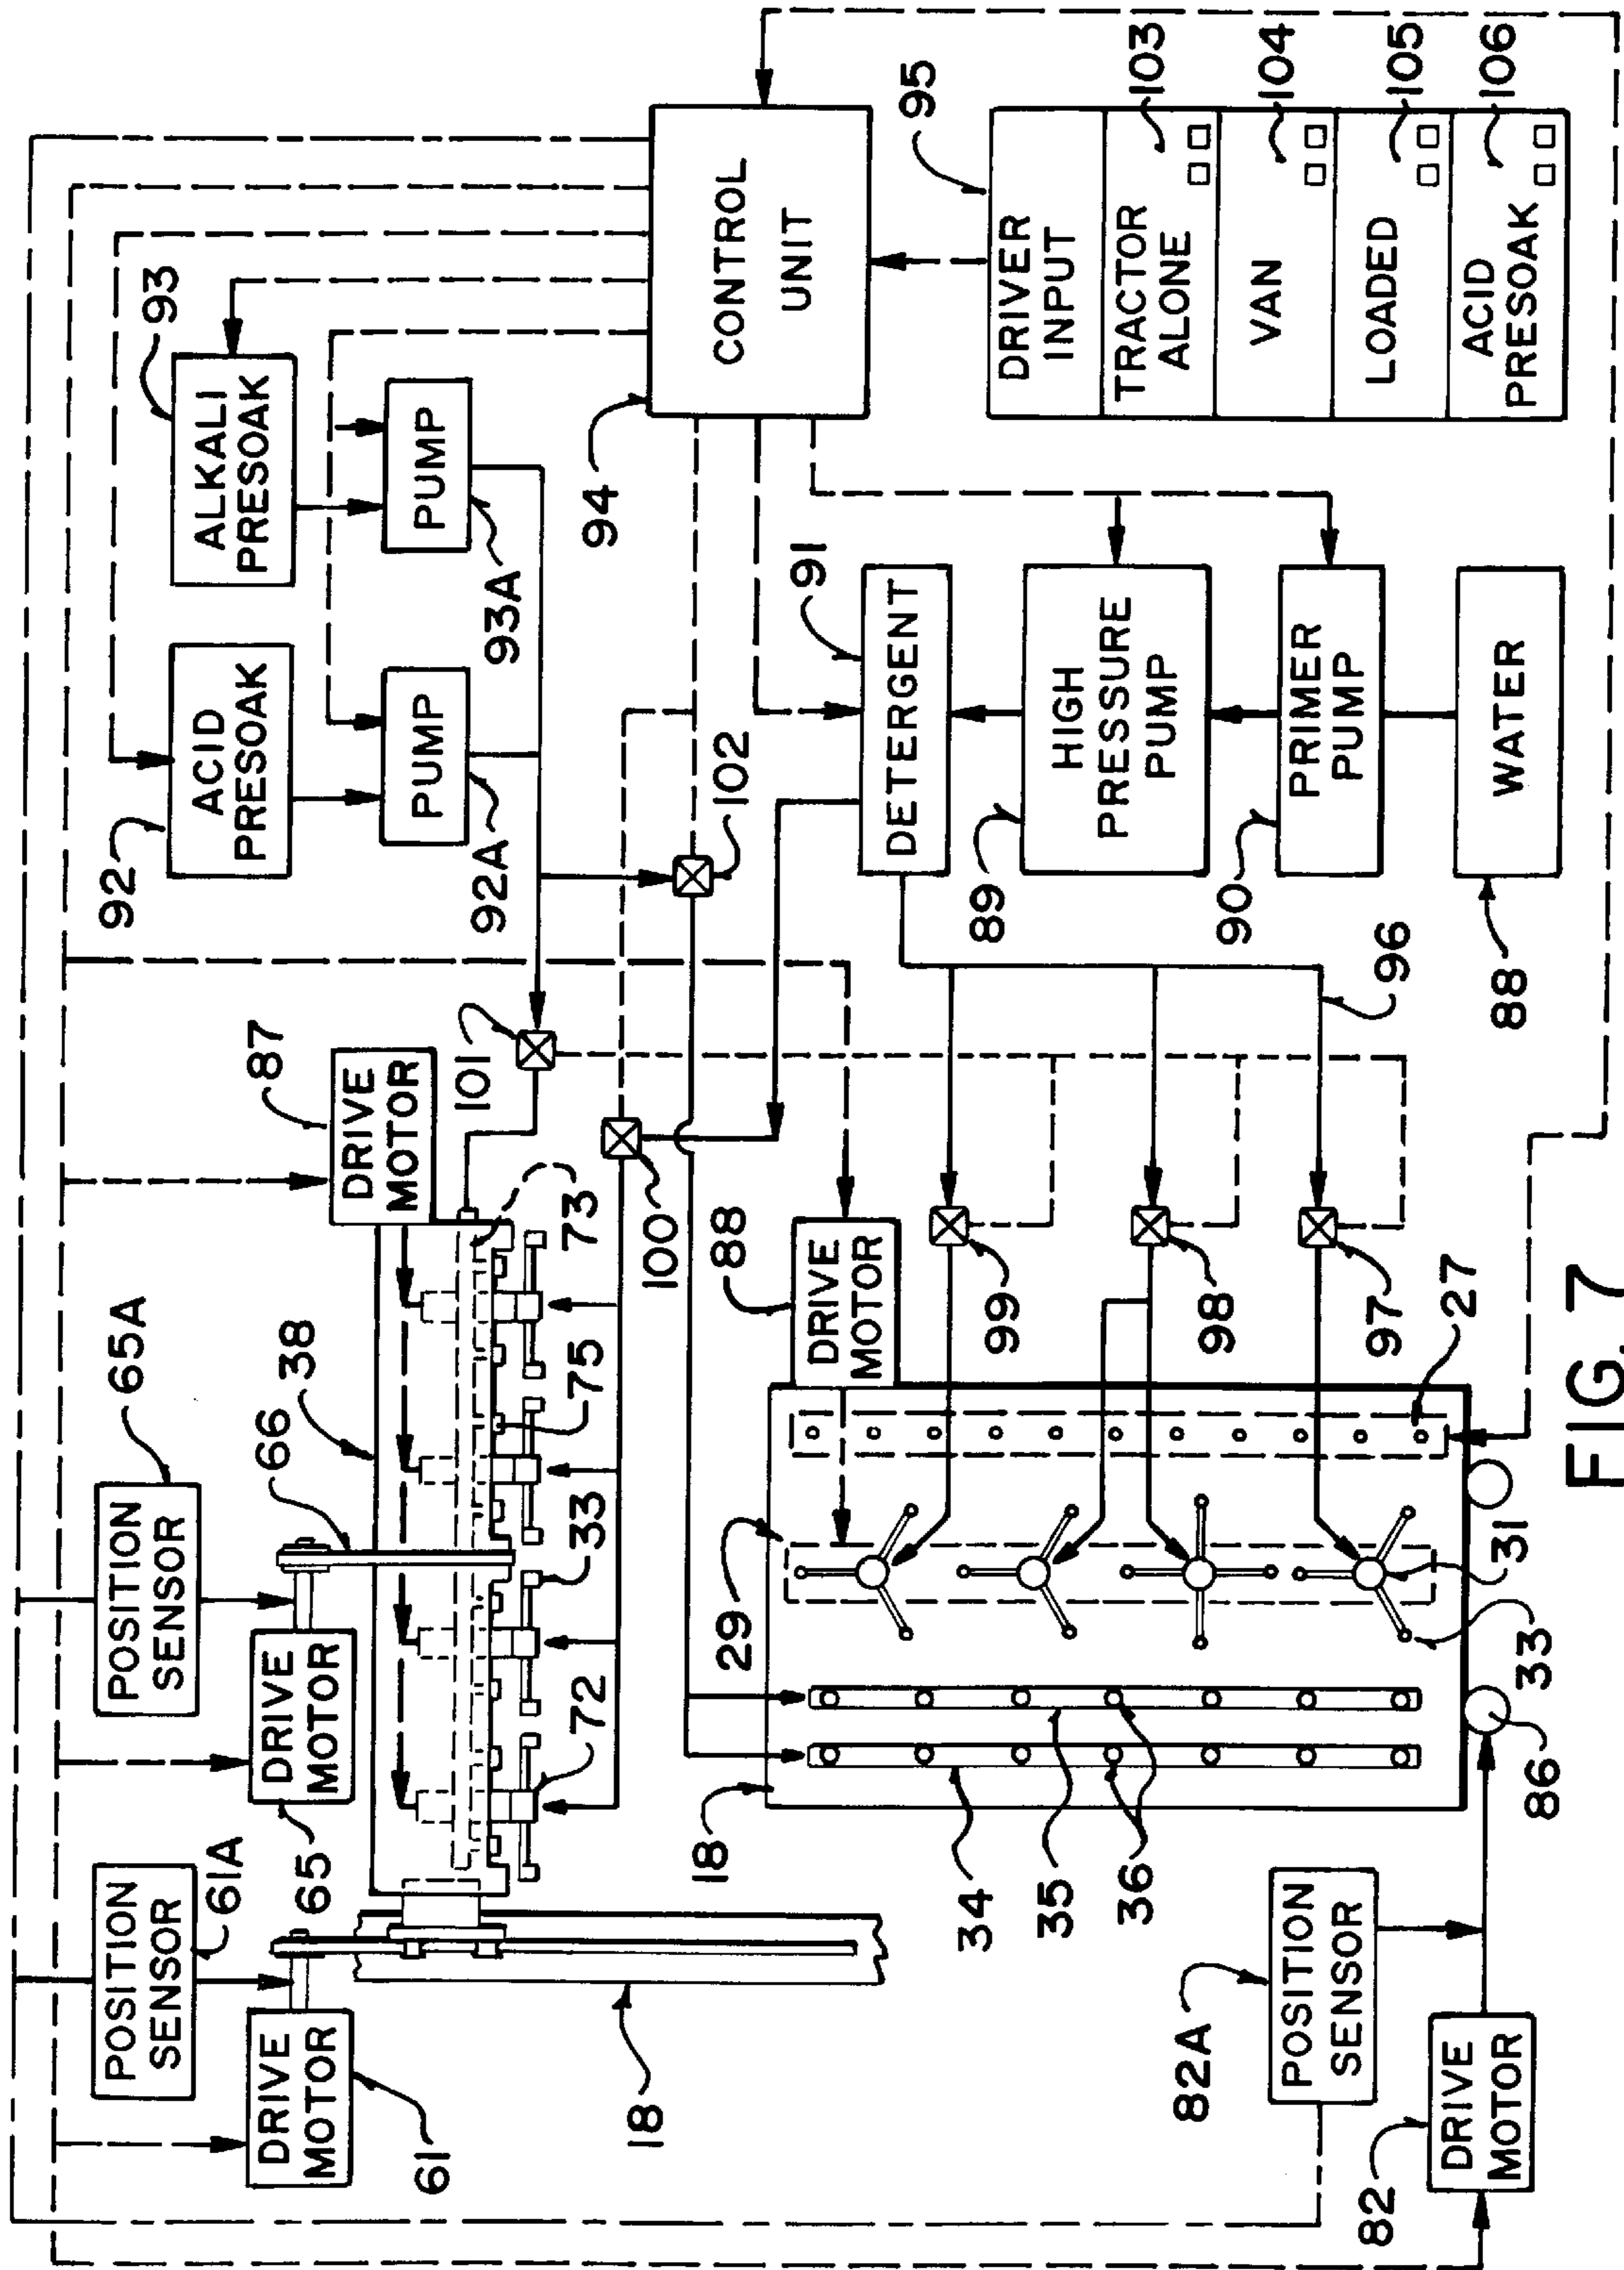 POSITION
SENSOR
61A
DRIVE
MOTOR
61
18
POSITION
SENSOR
65A
DRIVE
MOTOR
65
66
38
DRIVE
MOTOR
87
33
75
72
73
101
100
ACID
PRESOAK
92
ALKALI
PRESOAK
93
PUMP
92A
PUMP
93A
102
CONTROL
UNIT
94
DRIVER
INPUT
95
TRACTOR
ALONE
103
VAN
104
LOADED
105
ACID
PRESOAK
106
DETERGENT
91
HIGH
PRESSURE
PUMP
89
PRIMER
PUMP
90
WATER
88
96
DRIVE
MOTOR
88
99
98
97
27
29
31
33
18
34
35
36
86
POSITION
SENSOR
82A
DRIVE
MOTOR
82
FIG. 7